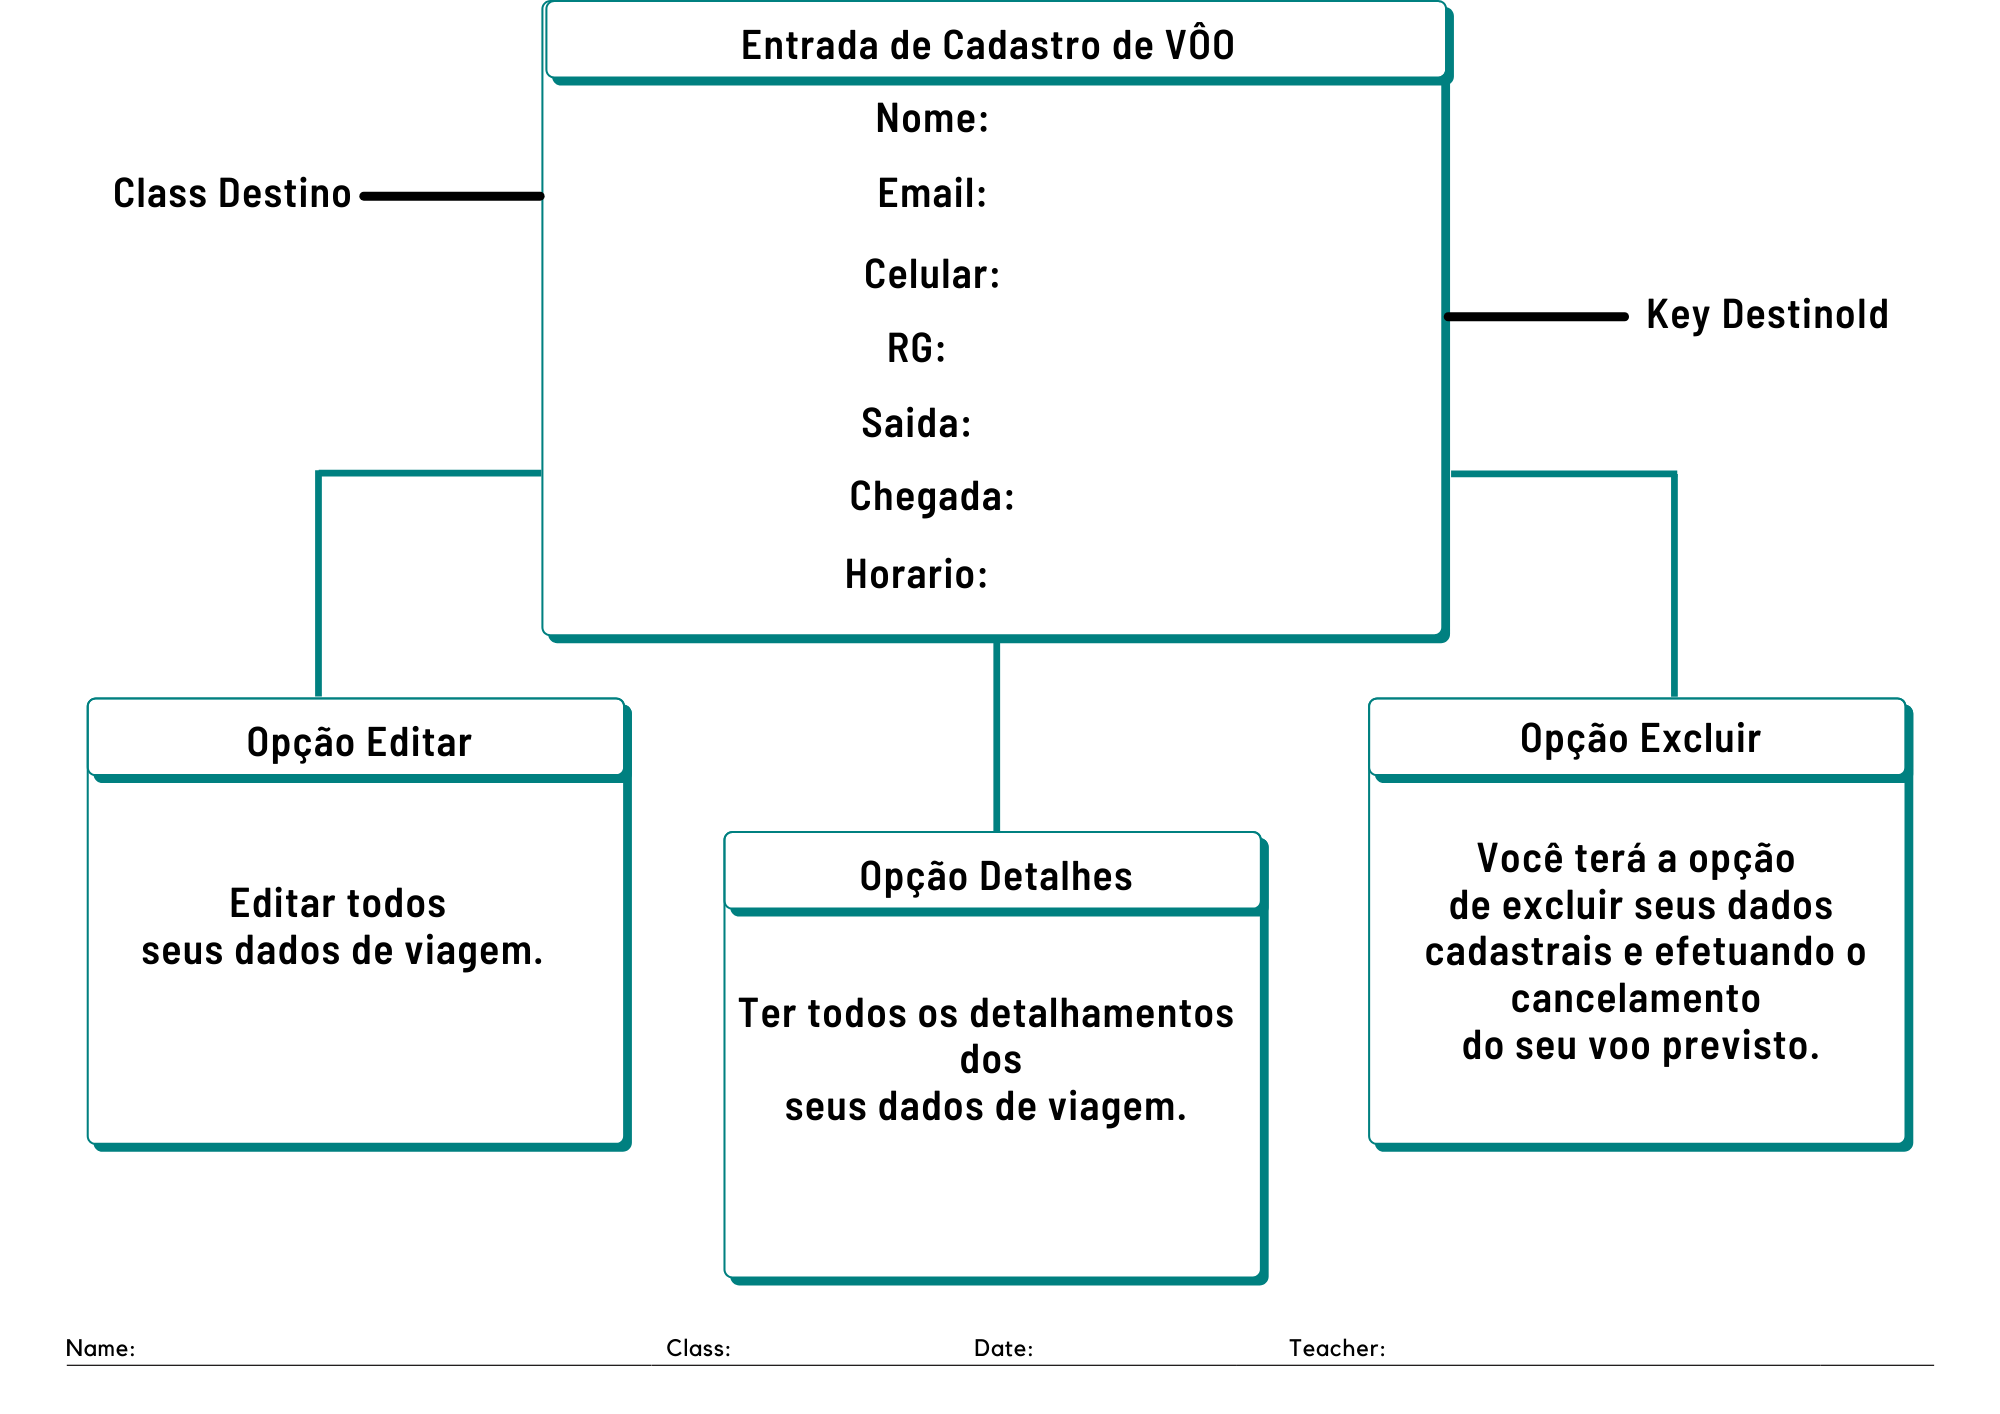 Entrada de Cadastro de VÔO
Nome:
Class Destino
Email:
Celular:
Key DestinoId
RG:
Saida:
Chegada:
Horario:
Opção Editar
Editar todos
seus dados de viagem.
Opção Detalhes
Ter todos os detalhamentos
dos
seus dados de viagem.
Opção Excluir
Você terá a opção
de excluir seus dados
cadastrais e efetuando o
cancelamento
do seu voo previsto.
Name: Class: Date: Teacher: